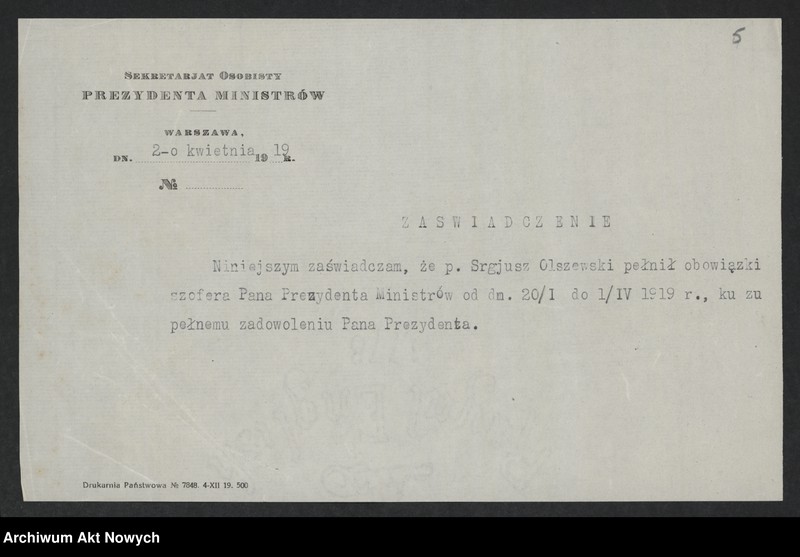 5
SEKRETARJAT OSOBISTY
PREZYDENTA MINISTRÓW
WARSZAWA,
DN. 2-o kwietnia 19 19 R.
№
ZASWIADCZENIE
Niniejszym zaświadczam, że p. Srgjusz Olszewski pełnił obowiązki
szofera Pana Prezydenta Ministrów od dn. 20/I do 1/IV 1919 r., ku zu
pełnemu zadowoleniu Pana Prezydenta.
Drukarnia Państwowa № 7848. 4-XII 19. 500
Archiwum Akt Nowych